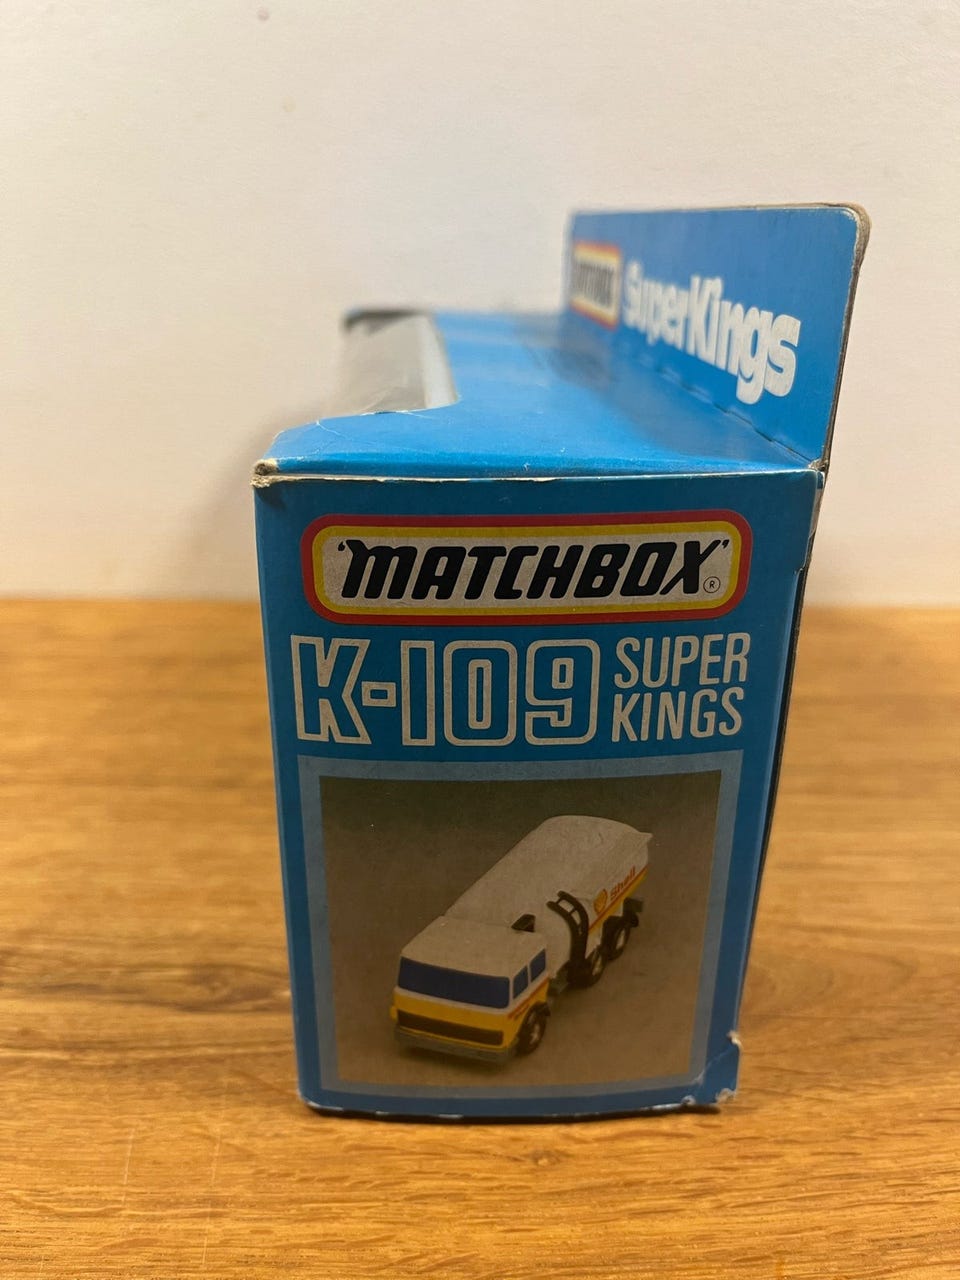 SuperKings
'MATCHBOX'®
K-109
SUPER
KINGS
Shell